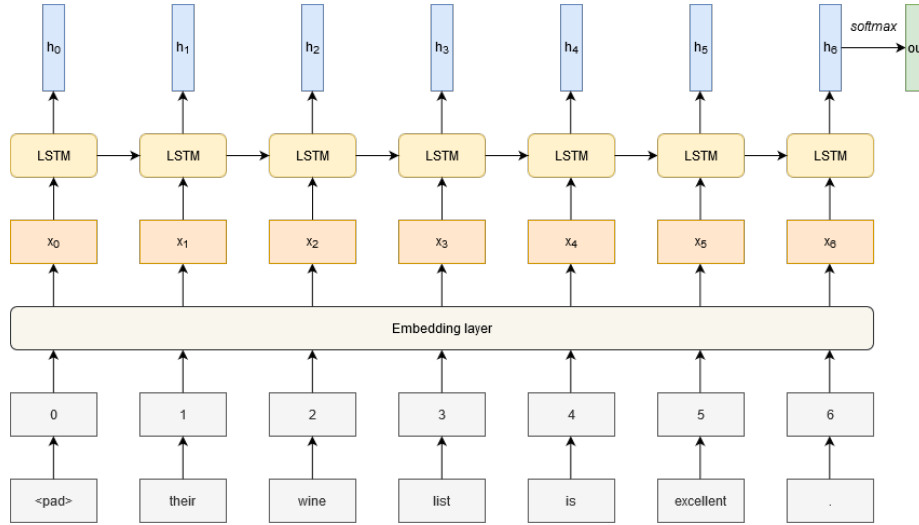 h₀ h₁ h₂ h₃ h₄ h₅ h₆ softmax ou
LSTM LSTM LSTM LSTM LSTM LSTM LSTM
x₀ x₁ x₂ x₃ x₄ x₅ x₆
Embedding layer
0 1 2 3 4 5 6
<pad> their wine list is excellent .